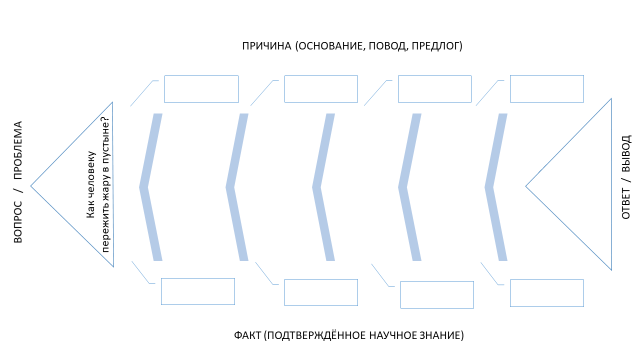 ПРИЧИНА (ОСНОВАНИЕ, ПОВОД, ПРЕДЛОГ)
ВОПРОС / ПРОБЛЕМА
Как человеку
пережить жару в пустыне?
ОТВЕТ / ВЫВОД
ФАКТ (ПОДТВЕРЖДЁННОЕ НАУЧНОЕ ЗНАНИЕ)